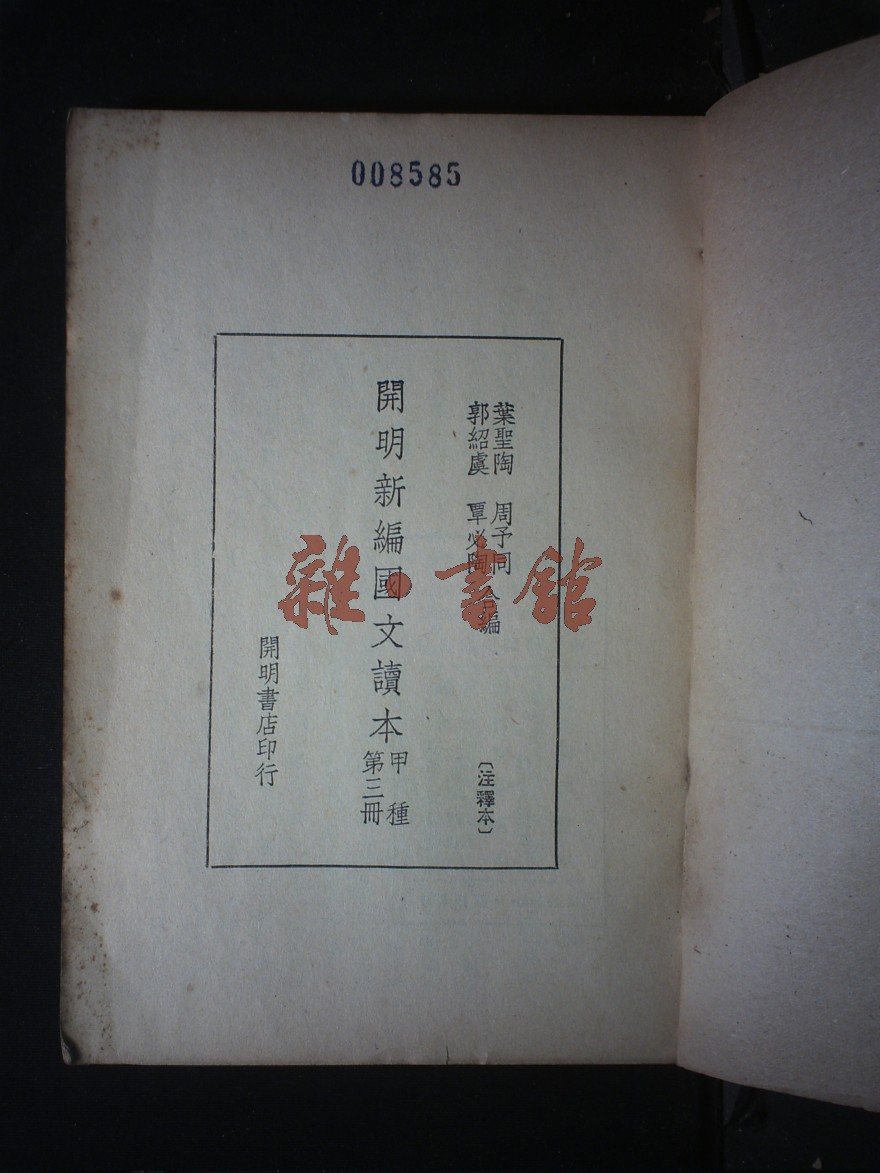 008585
葉聖陶 周予同
郭紹虞 覃必陶 合編
〔注釋本〕
開明新編國文讀本
甲種
第三冊
開明書店印行
雜·書館